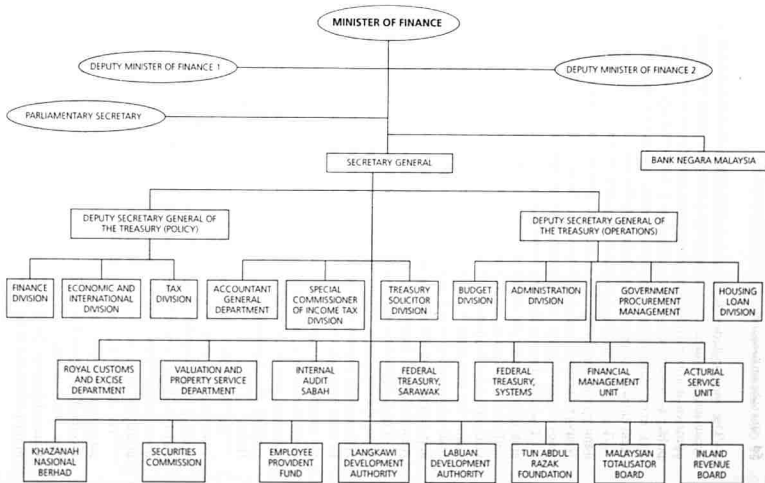 MINISTER OF FINANCE
DEPUTY MINISTER OF FINANCE 1
DEPUTY MINISTER OF FINANCE 2
PARLIAMENTARY SECRETARY
SECRETARY GENERAL
BANK NEGARA MALAYSIA
DEPUTY SECRETARY GENERAL OF
THE TREASURY (POLICY)
DEPUTY SECRETARY GENERAL OF
THE TREASURY (OPERATIONS)
FINANCE
DIVISION
ECONOMIC AND
INTERNATIONAL
DIVISION
TAX
DIVISION
ACCOUNTANT
GENERAL
DEPARTMENT
SPECIAL
COMMISSIONER
OF INCOME TAX
DIVISION
TREASURY
SOLICITOR
DIVISION
BUDGET
DIVISION
ADMINISTRATION
DIVISION
GOVERNMENT
PROCUREMENT
MANAGEMENT
HOUSING
LOAN
DIVISION
ROYAL CUSTOMS
AND EXCISE
DEPARTMENT
VALUATION AND
PROPERTY SERVICE
DEPARTMENT
INTERNAL
AUDIT
SABAH
FEDERAL
TREASURY,
SARAWAK
FEDERAL
TREASURY,
SYSTEMS
FINANCIAL
MANAGEMENT
UNIT
ACTURIAL
SERVICE
UNIT
KHAZANAH
NASIONAL
BERHAD
SECURITIES
COMMISSION
EMPLOYEE
PROVIDENT
FUND
LANGKAWI
DEVELOPMENT
AUTHORITY
LABUAN
DEVELOPMENT
AUTHORITY
TUN ABDUL
RAZAK
FOUNDATION
MALAYSIAN
TOTALISATOR
BOARD
INLAND
REVENUE
BOARD